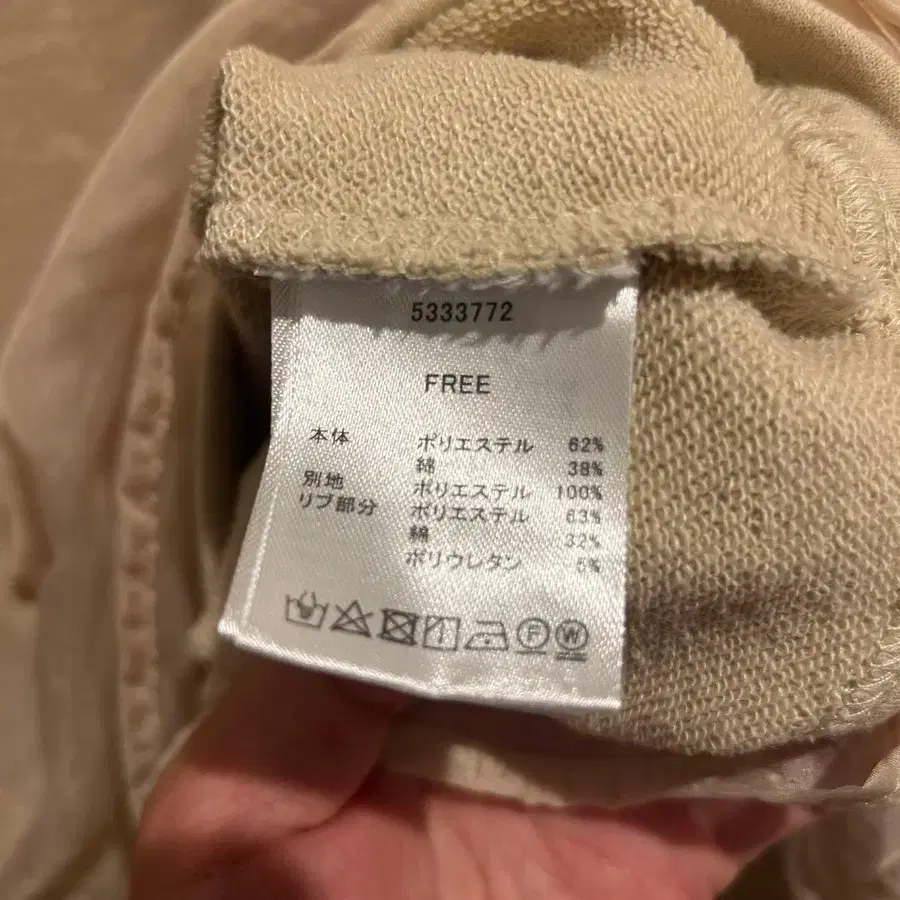 5333772
FREE
本体 ポリエステル 62%
綿 38%
別地 ポリエステル 100%
リブ部分 ポリエステル 63%
綿 32%
ポリウレタン 5%
F W